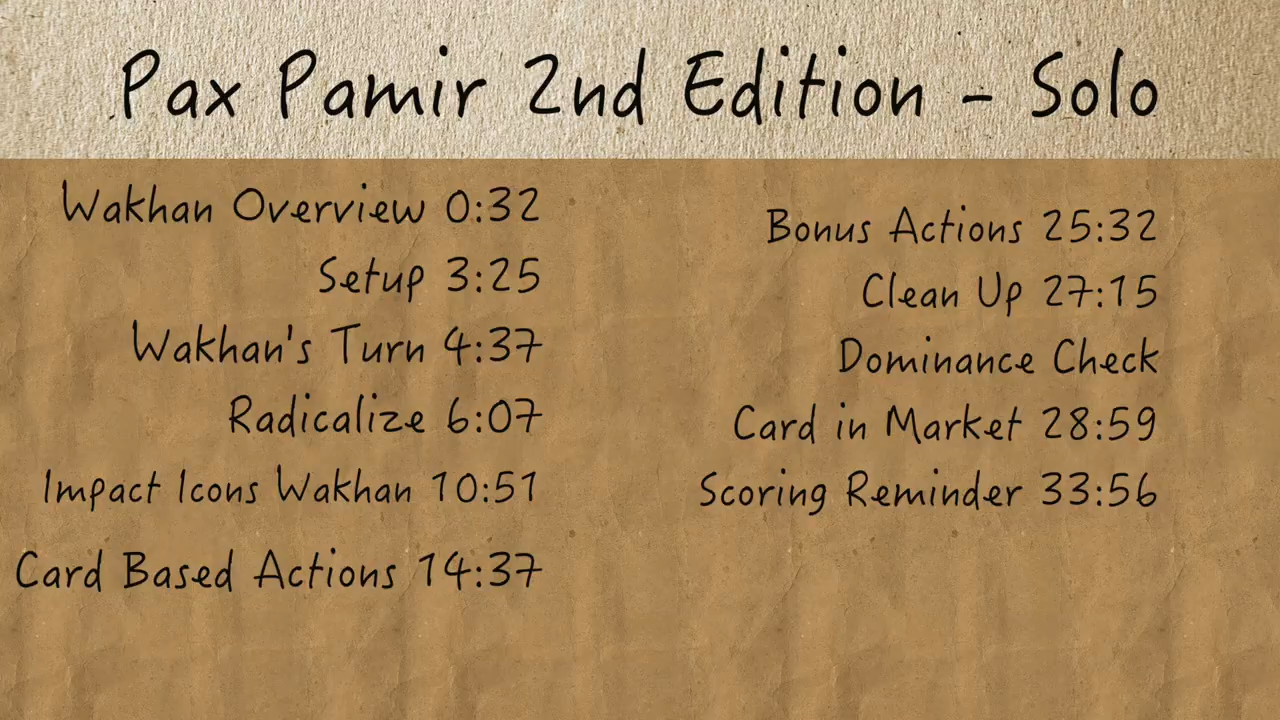 Pax Pamir 2nd Edition - Solo
Wakhan Overview 0:32
Setup 3:25
Wakhan's Turn 4:37
Radicalize 6:07
Impact Icons Wakhan 10:51
Card Based Actions 14:37
Bonus Actions 25:32
Clean Up 27:15
Dominance Check
Card in Market 28:59
Scoring Reminder 33:56